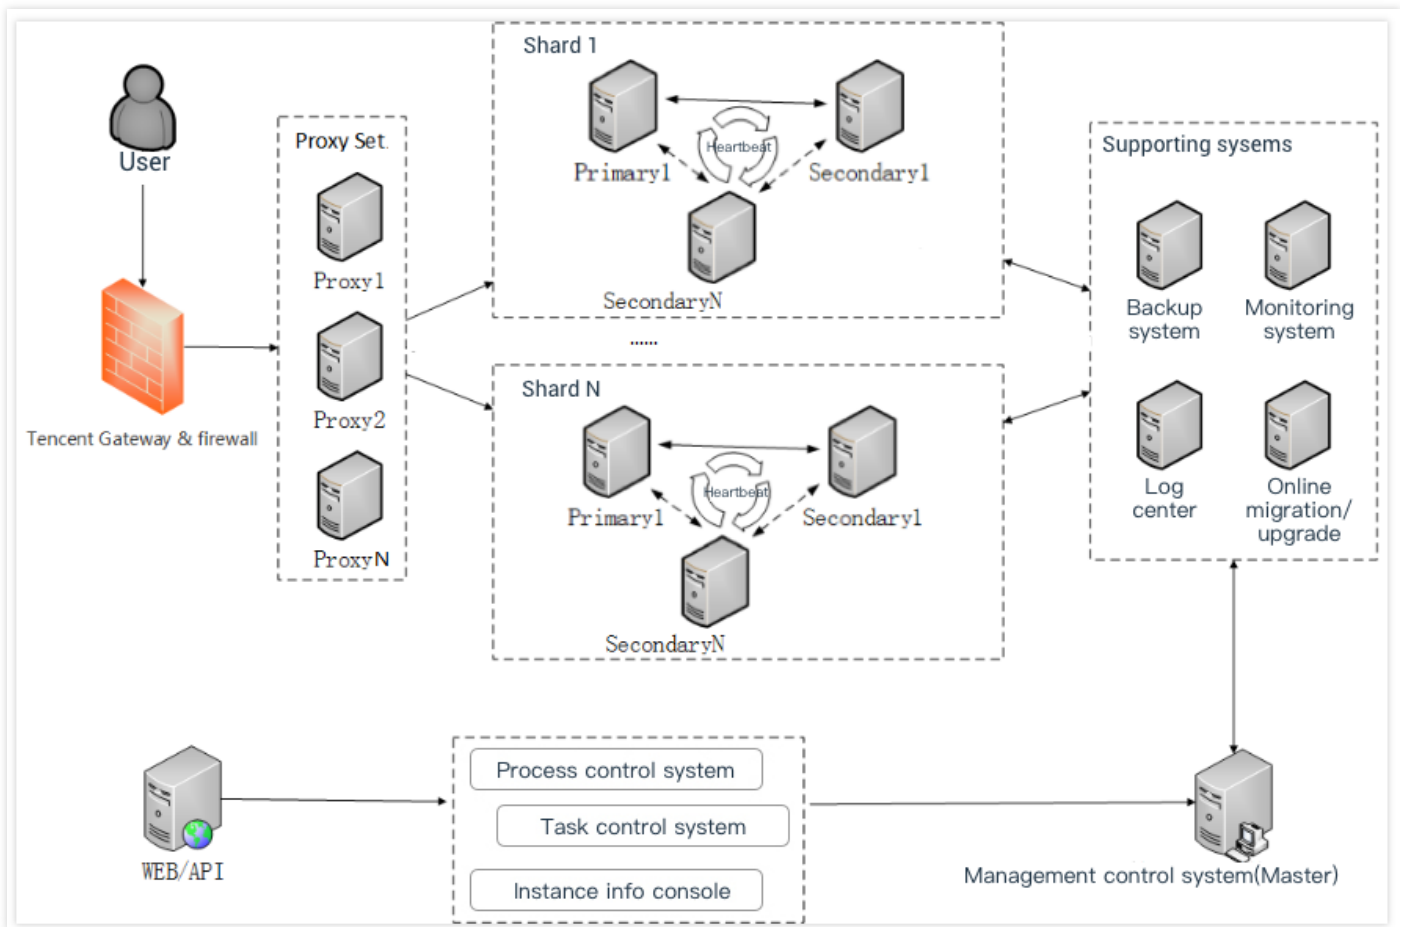 User
Tencent Gateway & firewall
Proxy Set.
Proxy1
Proxy2
ProxyN
Shard 1
Heartbeat
Primary1
Secondary1
SecondaryN
......
Shard N
Heartbeat
Primary1
Secondary1
SecondaryN
Supporting sysems
Backup
system
Monitoring
system
Log
center
Online
migration/
upgrade
WEB/API
Process control system
Task control system
Instance info console
Management control system(Master)